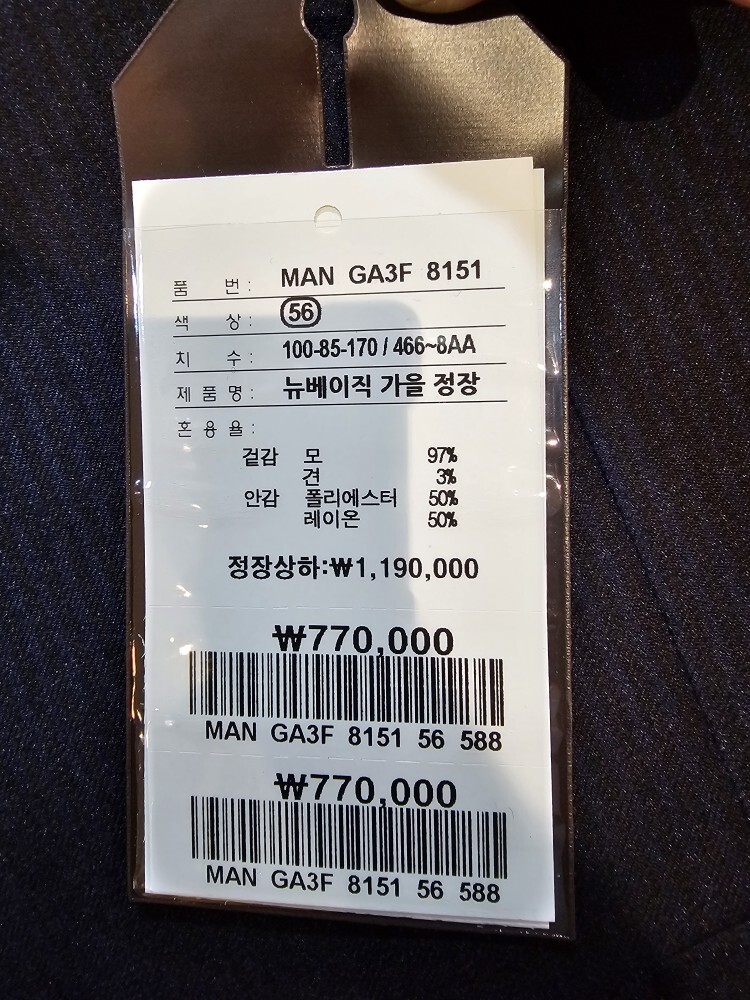 품 번 : MAN GA3F 8151
색 상 : 56
치 수 : 100-85-170 / 466~8AA
제 품 명 : 뉴베이직 가을 정장
혼 용 율 :
겉감 모 97%
견 3%
안감 폴리에스터 50%
레이온 50%
정장상하:₩1,190,000
₩770,000
MAN GA3F 8151 56 588
₩770,000
MAN GA3F 8151 56 588